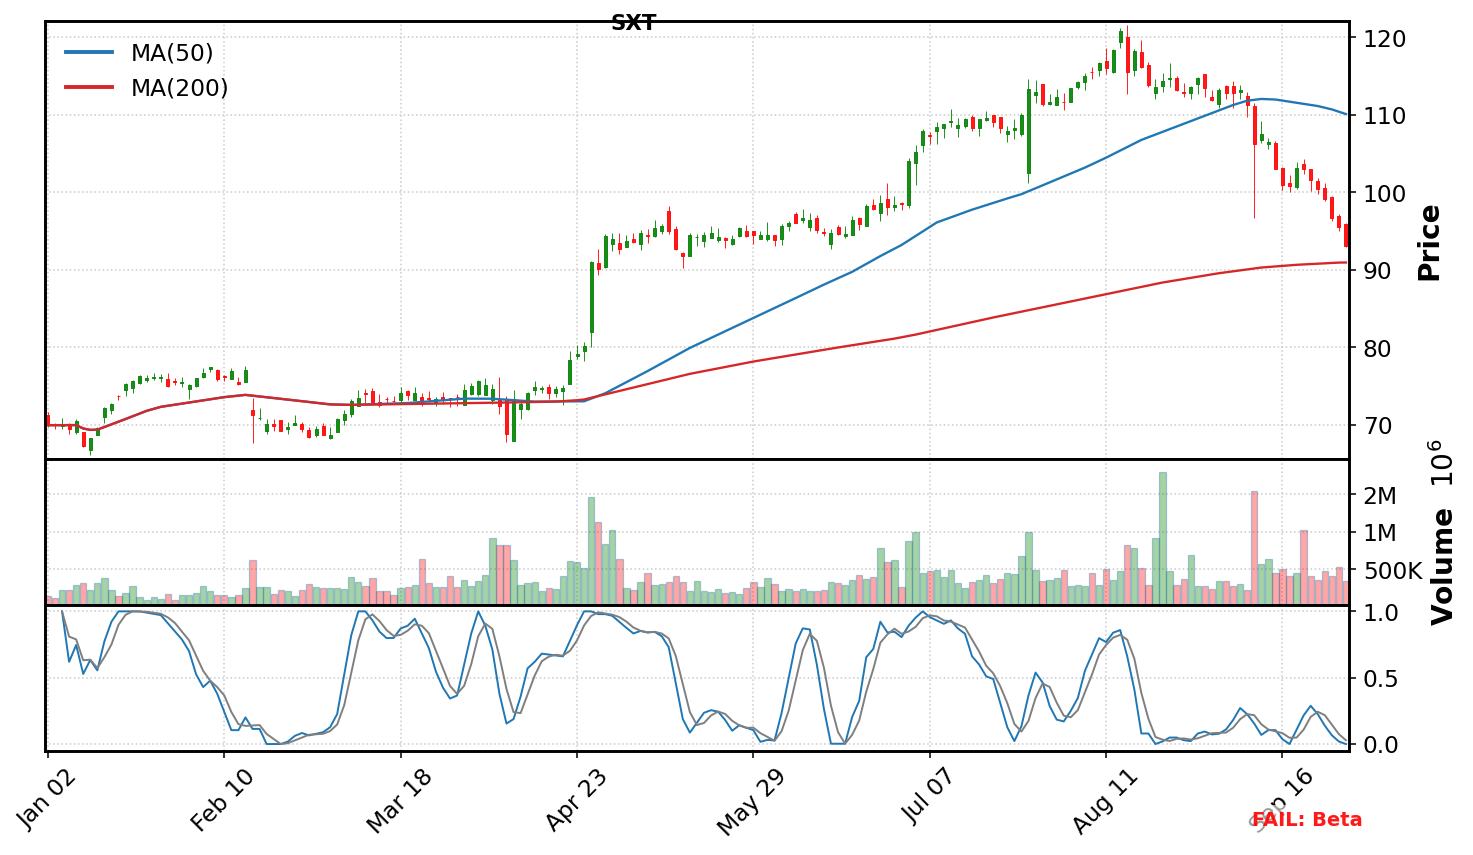 SXT
MA(50)
MA(200)
120
110
100
90
80
70
Price
2M
1M
500K
Volume 10^6
1.0
0.5
0.0
Jan 02
Feb 10
Mar 18
Apr 23
May 29
Jul 07
Aug 11
Sep 16
FAIL: Beta